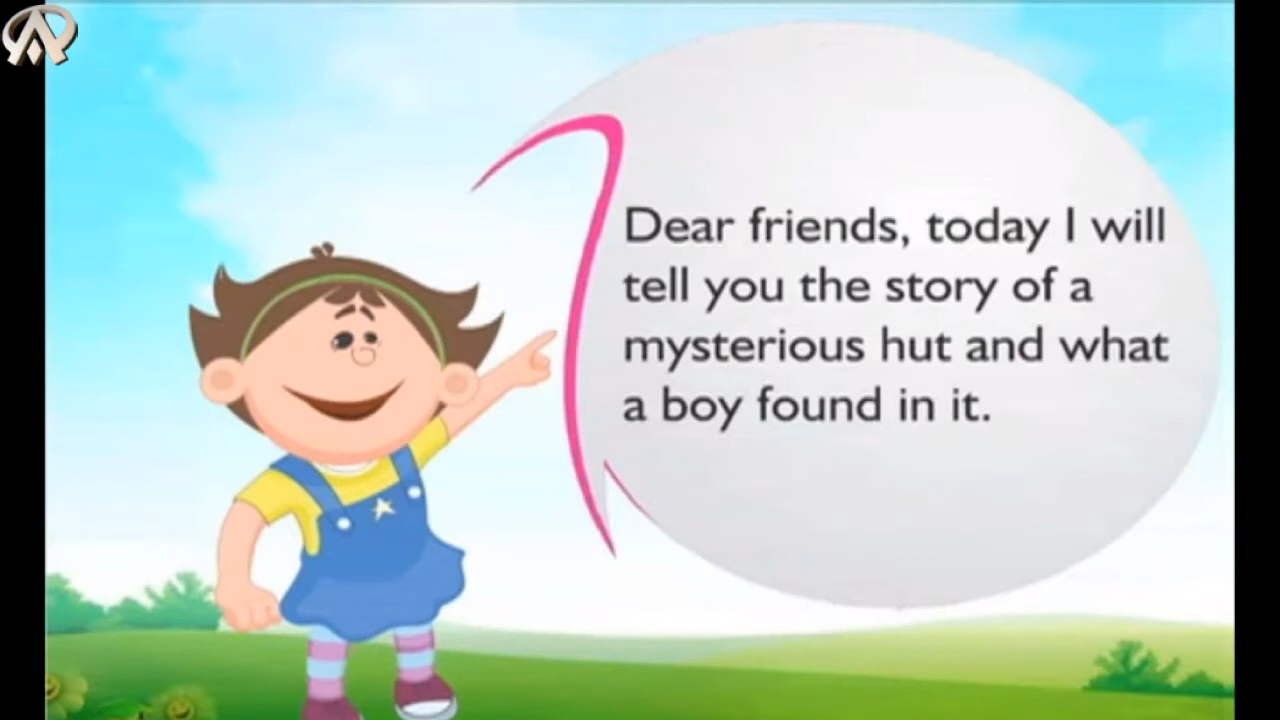 Dear friends, today I will
tell you the story of a
mysterious hut and what
a boy found in it.